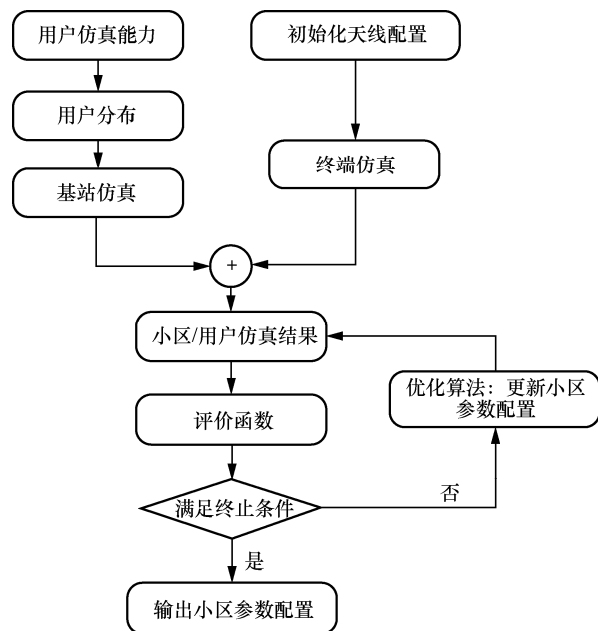 用户仿真能力
初始化天线配置
用户分布
终端仿真
基站仿真
+
小区/用户仿真结果
优化算法：更新小区
参数配置
评价函数
否
满足终止条件
是
输出小区参数配置